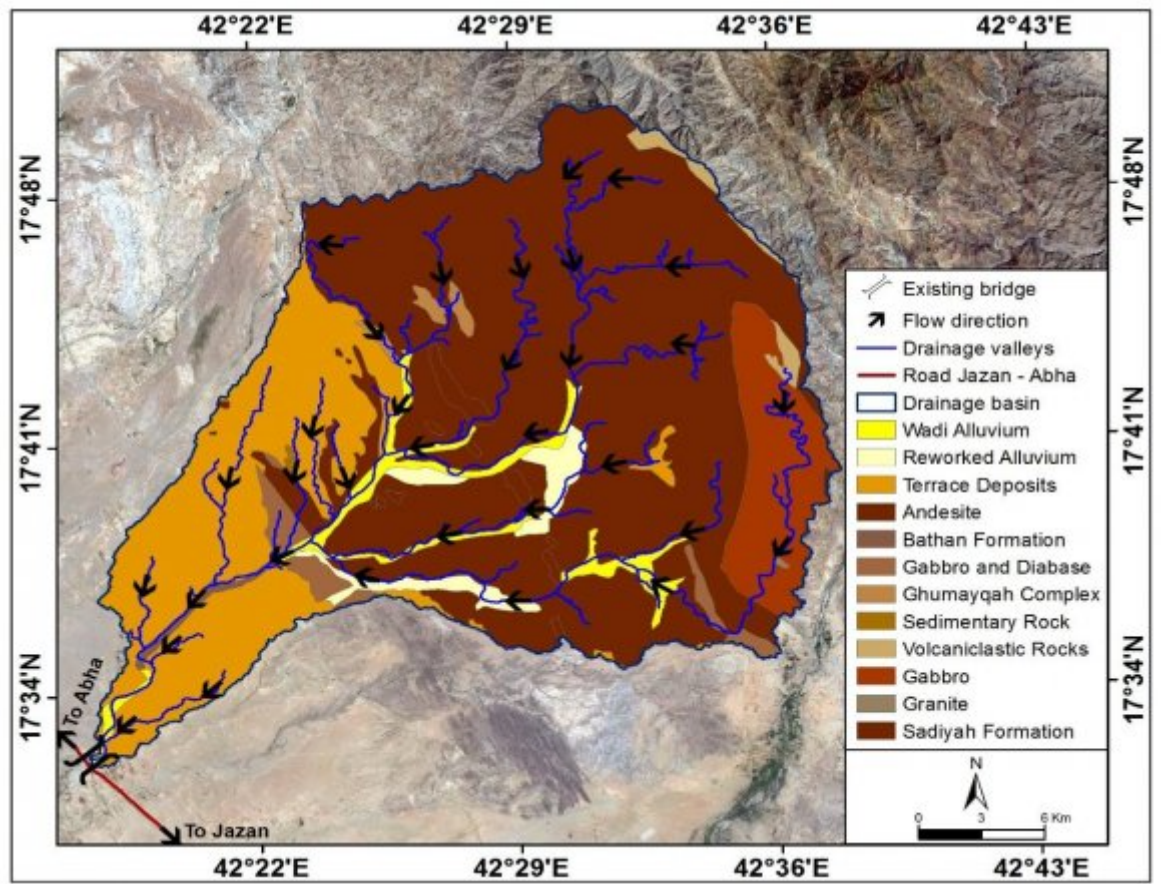 42°22'E 42°29'E 42°36'E 42°43'E
17°48'N
17°48'N
17°41'N
17°41'N
17°34'N
17°34'N
Existing bridge
Flow direction
Drainage valleys
Road Jazan - Abha
Drainage basin
Wadi Alluvium
Reworked Alluvium
Terrace Deposits
Andesite
Bathan Formation
Gabbro and Diabase
Ghumayqah Complex
Sedimentary Rock
Volcaniclastic Rocks
Gabbro
Granite
Sadiyah Formation
N
0 3 6 Km
To Abha
To Jazan
42°22'E 42°29'E 42°36'E 42°43'E